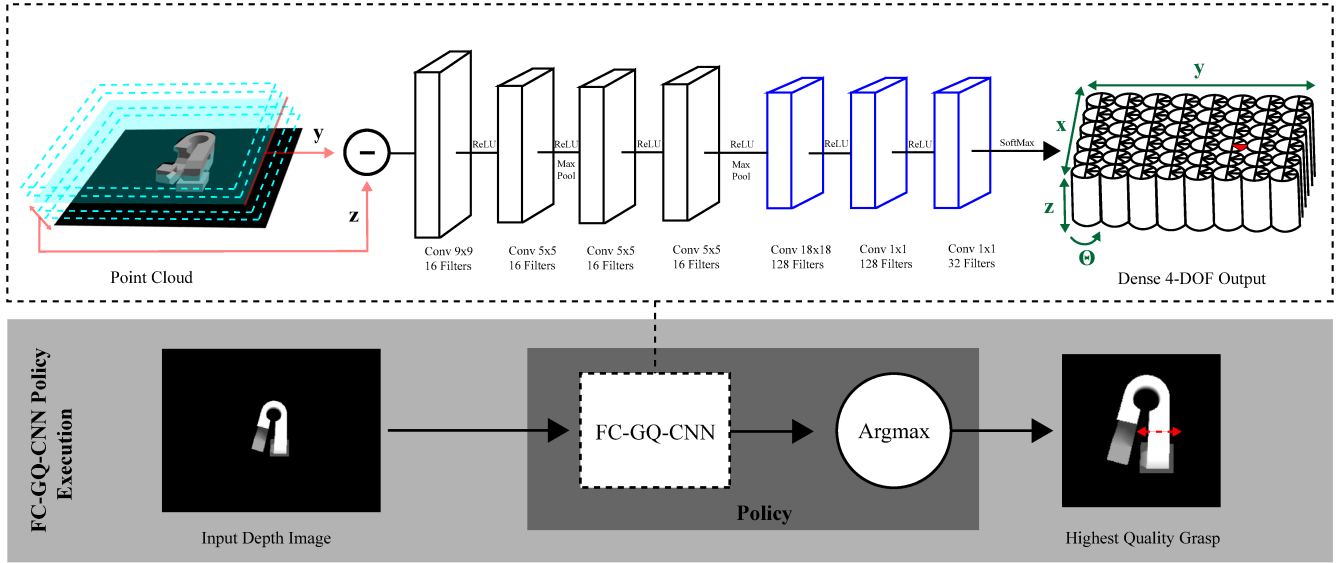 y
−
z
Point Cloud
ReLU
ReLU
Max
Pool
ReLU
ReLU
Max
Pool
ReLU
ReLU
SoftMax
Conv 9x9
16 Filters
Conv 5x5
16 Filters
Conv 5x5
16 Filters
Conv 5x5
16 Filters
Conv 18x18
128 Filters
Conv 1x1
128 Filters
Conv 1x1
32 Filters
y
x
z
Θ
Dense 4-DOF Output
FC-GQ-CNN Policy
Execution
Input Depth Image
FC-GQ-CNN
Argmax
Policy
Highest Quality Grasp